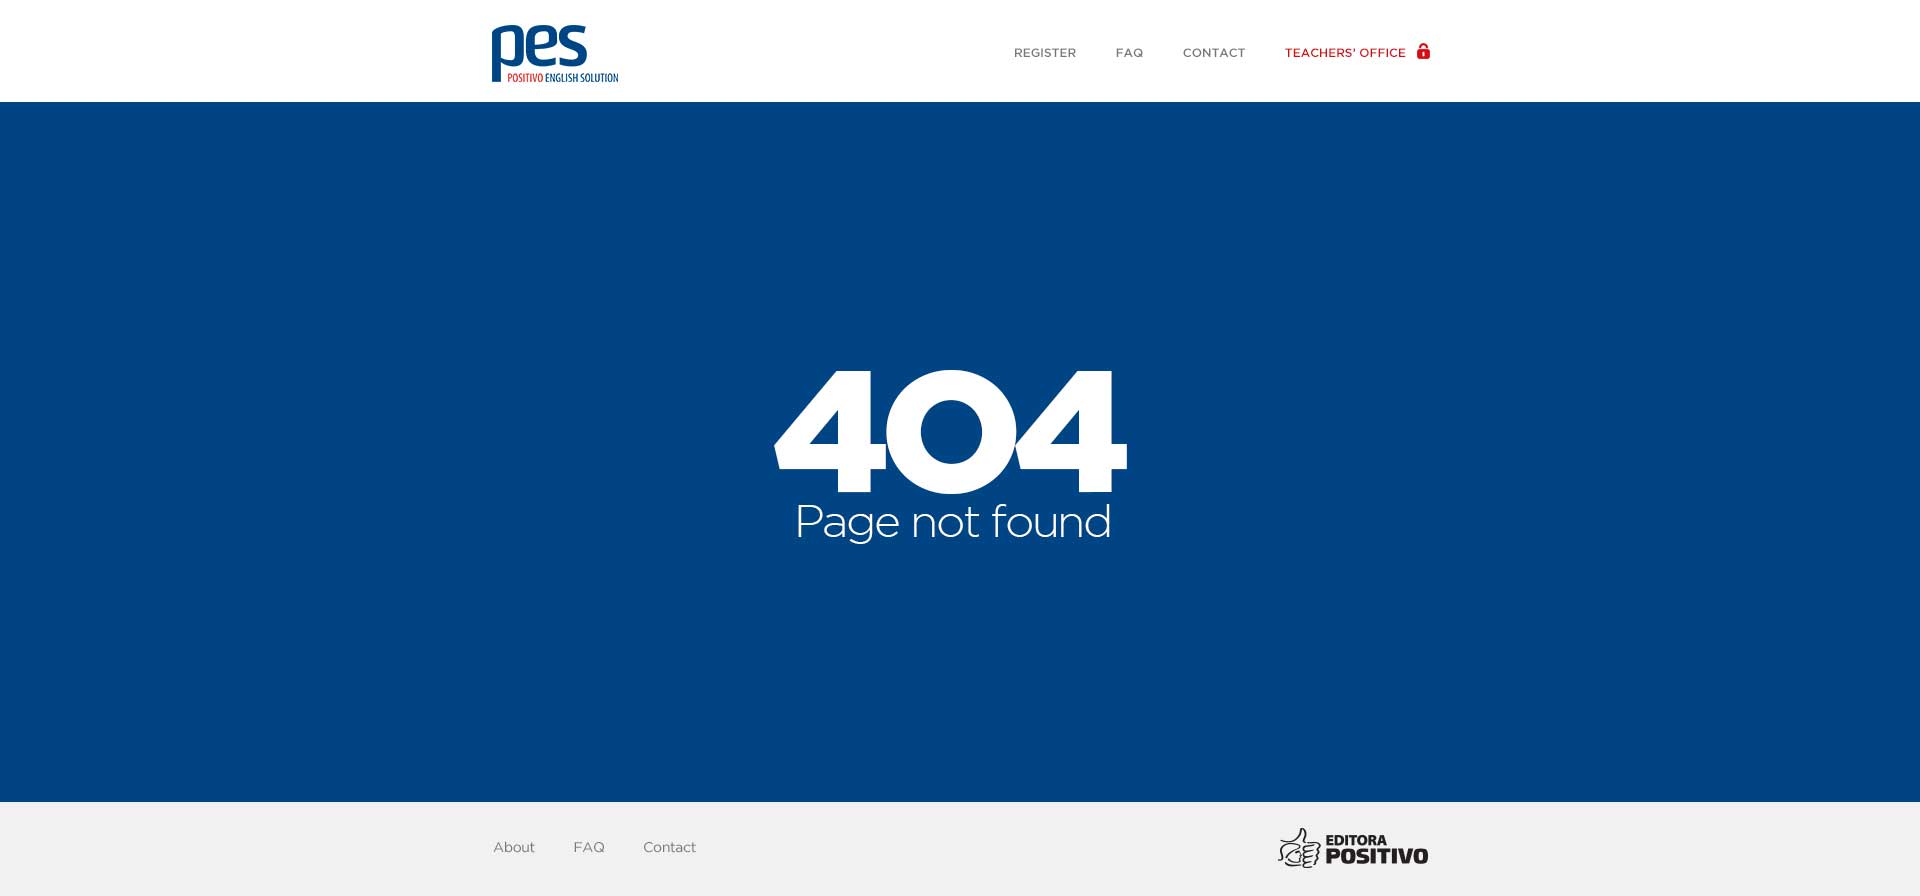 pes
POSITIVO ENGLISH SOLUTION
REGISTER FAQ CONTACT TEACHERS' OFFICE
404
Page not found
About FAQ Contact
EDITORA
POSITIVO